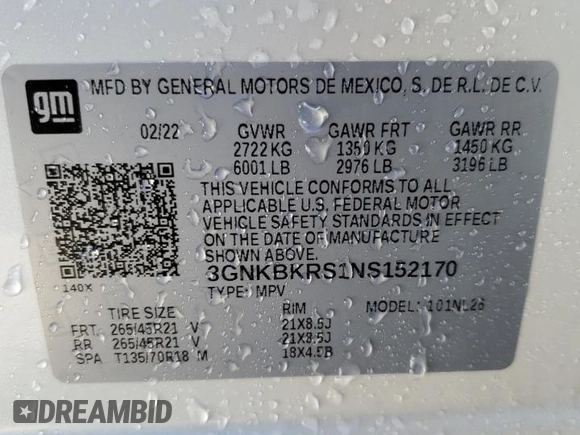 gm
MFD BY GENERAL MOTORS DE MEXICO, S. DE R.L. DE C.V.
02/22 GVWR GAWR FRT GAWR RR
2722 KG 1350 KG 1450 KG
6001 LB 2976 LB 3196 LB
THIS VEHICLE CONFORMS TO ALL
APPLICABLE U.S. FEDERAL MOTOR
VEHICLE SAFETY STANDARDS IN EFFECT
ON THE DATE OF MANUFACTURE
3GNKBKRS1NS152170
140X TYPE: MPV MODEL: 101NL26
TIRE SIZE RIM
FRT 265/45R21 V 21X8.5J
RR 265/45R21 V 21X8.5J
SPA T135/70R18 M 18X4.5B
DREAMBID